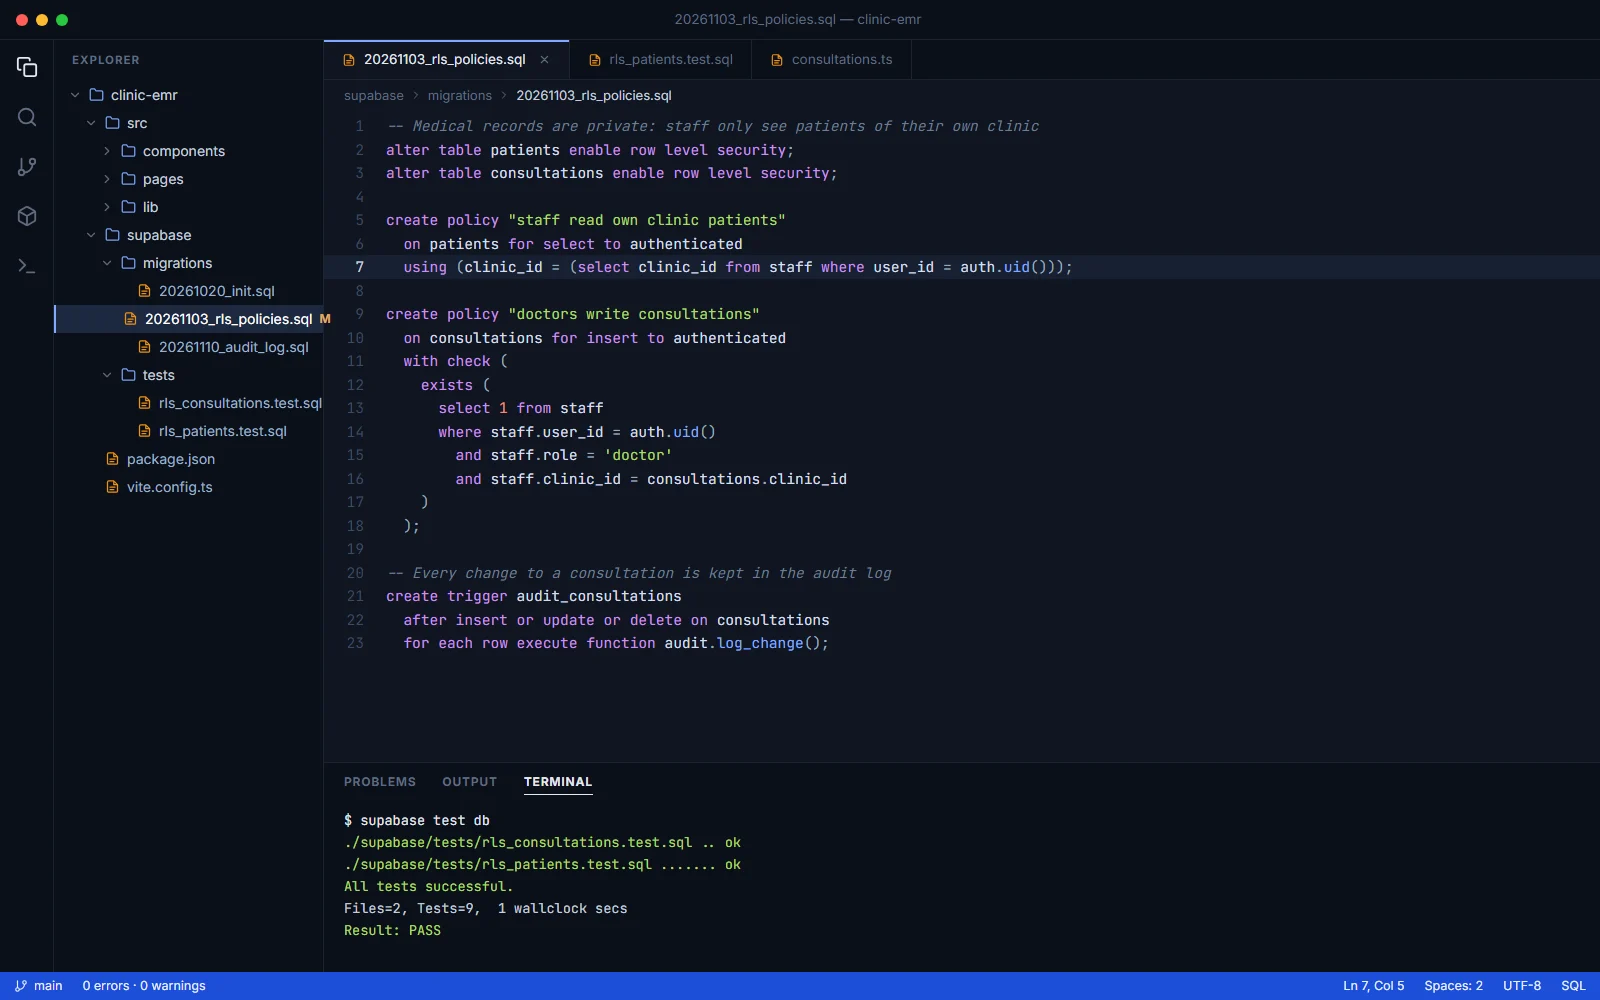 20261103_rls_policies.sql — clinic-emr
EXPLORER
clinic-emr
src
components
pages
lib
supabase
migrations
20261020_init.sql
20261103_rls_policies.sql M
20261110_audit_log.sql
tests
rls_consultations.test.sql
rls_patients.test.sql
package.json
vite.config.ts
20261103_rls_policies.sql ×
rls_patients.test.sql
consultations.ts
supabase > migrations > 20261103_rls_policies.sql
1 -- Medical records are private: staff only see patients of their own clinic
2 alter table patients enable row level security;
3 alter table consultations enable row level security;
4
5 create policy "staff read own clinic patients"
6   on patients for select to authenticated
7   using (clinic_id = (select clinic_id from staff where user_id = auth.uid()));
8
9 create policy "doctors write consultations"
10   on consultations for insert to authenticated
11   with check (
12     exists (
13       select 1 from staff
14       where staff.user_id = auth.uid()
15         and staff.role = 'doctor'
16         and staff.clinic_id = consultations.clinic_id
17     )
18   );
19
20 -- Every change to a consultation is kept in the audit log
21 create trigger audit_consultations
22   after insert or update or delete on consultations
23   for each row execute function audit.log_change();
PROBLEMS OUTPUT TERMINAL
$ supabase test db
./supabase/tests/rls_consultations.test.sql .. ok
./supabase/tests/rls_patients.test.sql ....... ok
All tests successful.
Files=2, Tests=9,  1 wallclock secs
Result: PASS
main 0 errors · 0 warnings Ln 7, Col 5 Spaces: 2 UTF-8 SQL